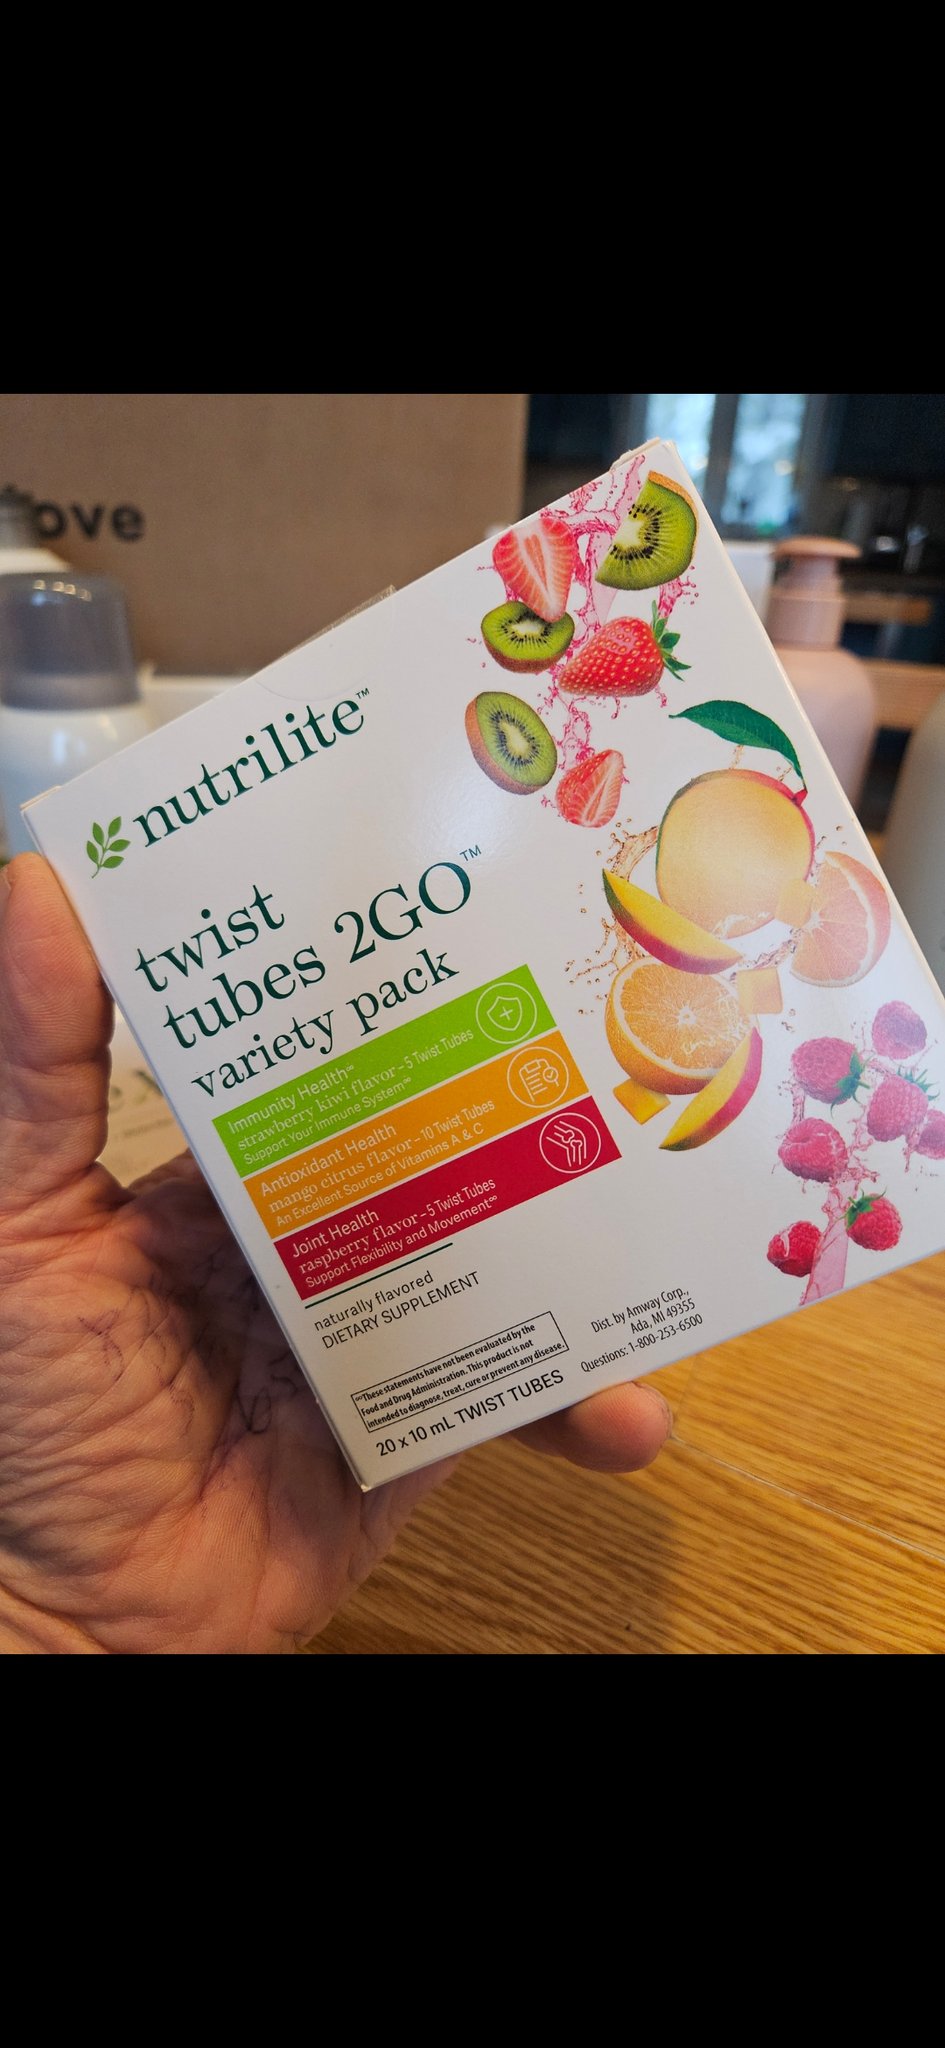 ove
nutrilite™
twist
tubes 2GO™
variety pack
Immunity Health∞
strawberry kiwi flavor – 5 Twist Tubes
Support Your Immune System∞
Antioxidant Health
mango citrus flavor – 10 Twist Tubes
An Excellent Source of Vitamins A & C
Joint Health
raspberry flavor – 5 Twist Tubes
Support Flexibility and Movement∞
naturally flavored
DIETARY SUPPLEMENT
∞These statements have not been evaluated by the
Food and Drug Administration. This product is not
intended to diagnose, treat, cure or prevent any disease.
20 x 10 mL TWIST TUBES
Dist. by Amway Corp.,
Ada, MI 49355
Questions: 1-800-253-6500